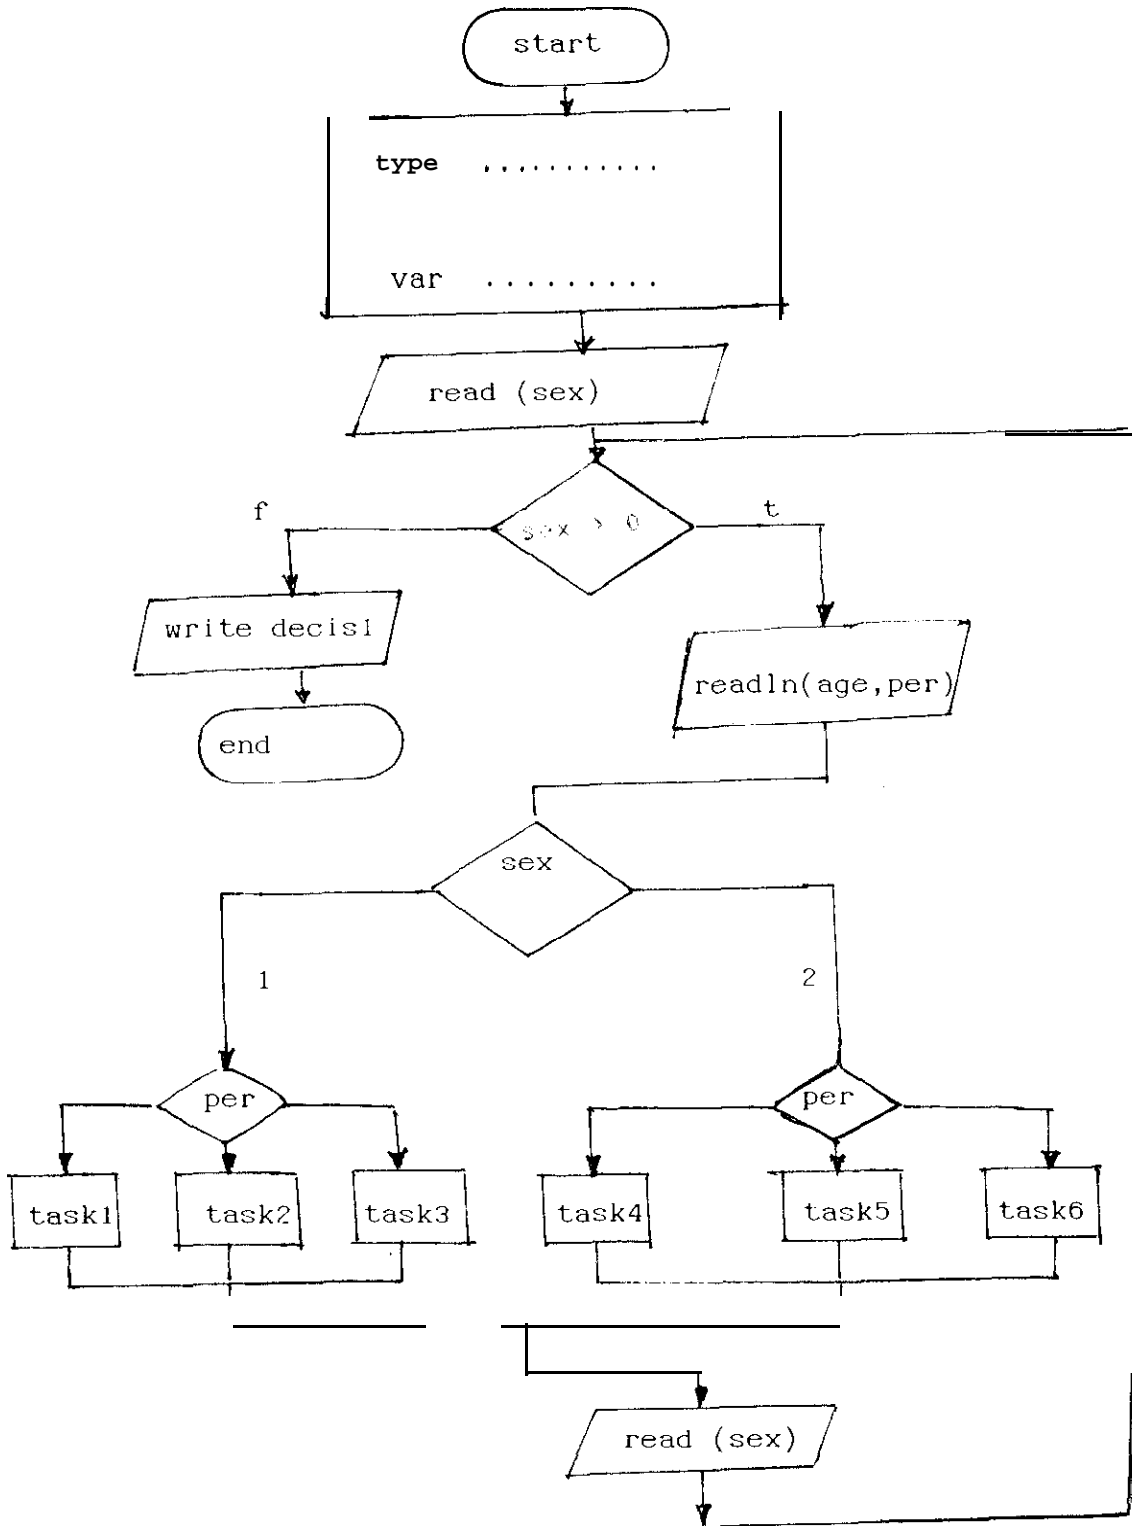 start
type ..........
var .........
read (sex)
f
t
sex > 0
write decis1
readln(age,per)
end
sex
1
2
per
per
task1
task2
task3
task4
task5
task6
read (sex)